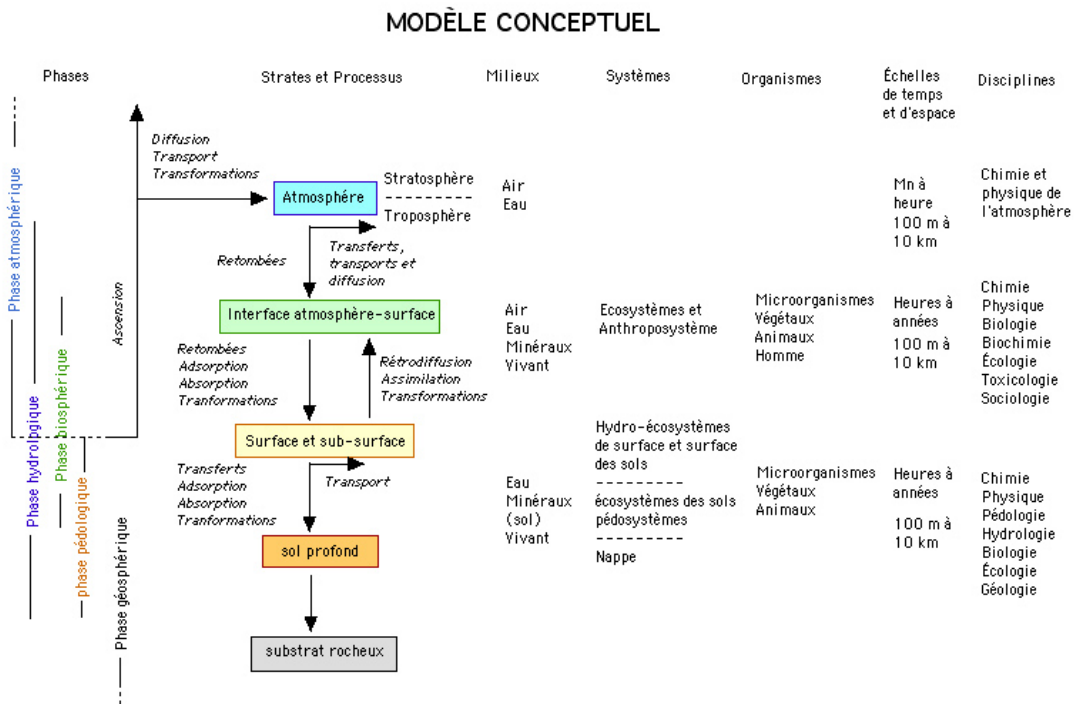 MODÈLE CONCEPTUEL
Phases
Strates et Processus
Milieux
Systèmes
Organismes
Échelles
de temps
et d'espace
Disciplines
Phase atmosphérique
Phase hydrologique
Phase biosphérique
phase pédologique
Phase géosphérique
Ascension
Diffusion
Transport
Transformations
Atmosphére
Stratosphère
Troposphère
Air
Eau
Mn à
heure
100 m à
10 km
Chimie et
physique de
l'atmosphère
Retombées
Transferts,
transports et
diffusion
Interface atmosphère-surface
Air
Eau
Minéraux
Vivant
Ecosystèmes et
Anthroposystème
Microorganismes
Végétaux
Animaux
Homme
Heures à
années
100 m à
10 km
Chimie
Physique
Biologie
Biochimie
Écologie
Toxicologie
Sociologie
Retombées
Adsorption
Absorption
Tranformations
Rétrodiffusion
Assimilation
Transformations
Surface et sub-surface
Hydro-écosystèmes
de surface et surface
des sols
écosystèmes des sols
pédosystèmes
Nappe
Transferts
Adsorption
Absorption
Tranformations
Transport
Eau
Minéraux
(sol)
Vivant
Microorganismes
Végétaux
Animaux
Heures à
années
100 m à
10 km
Chimie
Physique
Pédologie
Hydrologie
Biologie
Écologie
Géologie
sol profond
substrat rocheux